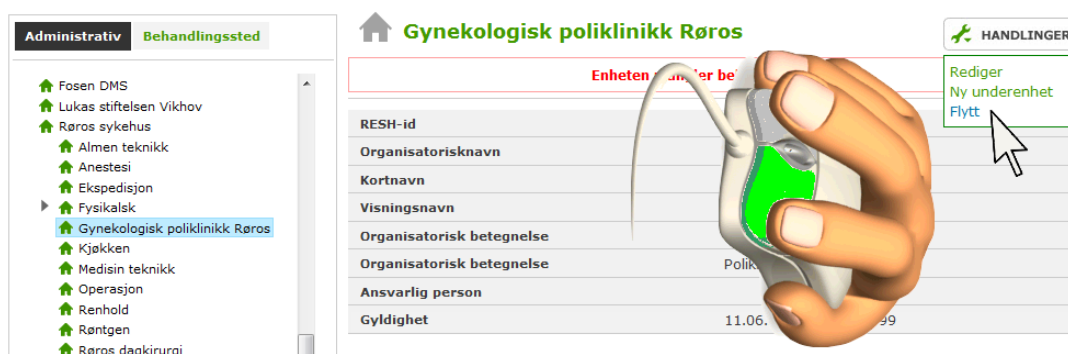 Administrativ Behandlingssted
Fosen DMS
Lukas stiftelsen Vikhov
Røros sykehus
Almen teknikk
Anestesi
Ekspedisjon
Fysikalsk
Gynekologisk poliklinikk Røros
Kjøkken
Medisin teknikk
Operasjon
Renhold
Røntgen
Røros dagkirurgi
Gynekologisk poliklinikk Røros
HANDLINGER
Rediger
Ny underenhet
Flytt
Enheten
RESH-id
Organisatorisknavn
Kortnavn
Visningsnavn
Organisatorisk betegnelse
Organisatorisk betegnelse
Ansvarlig person
Gyldighet 11.06.